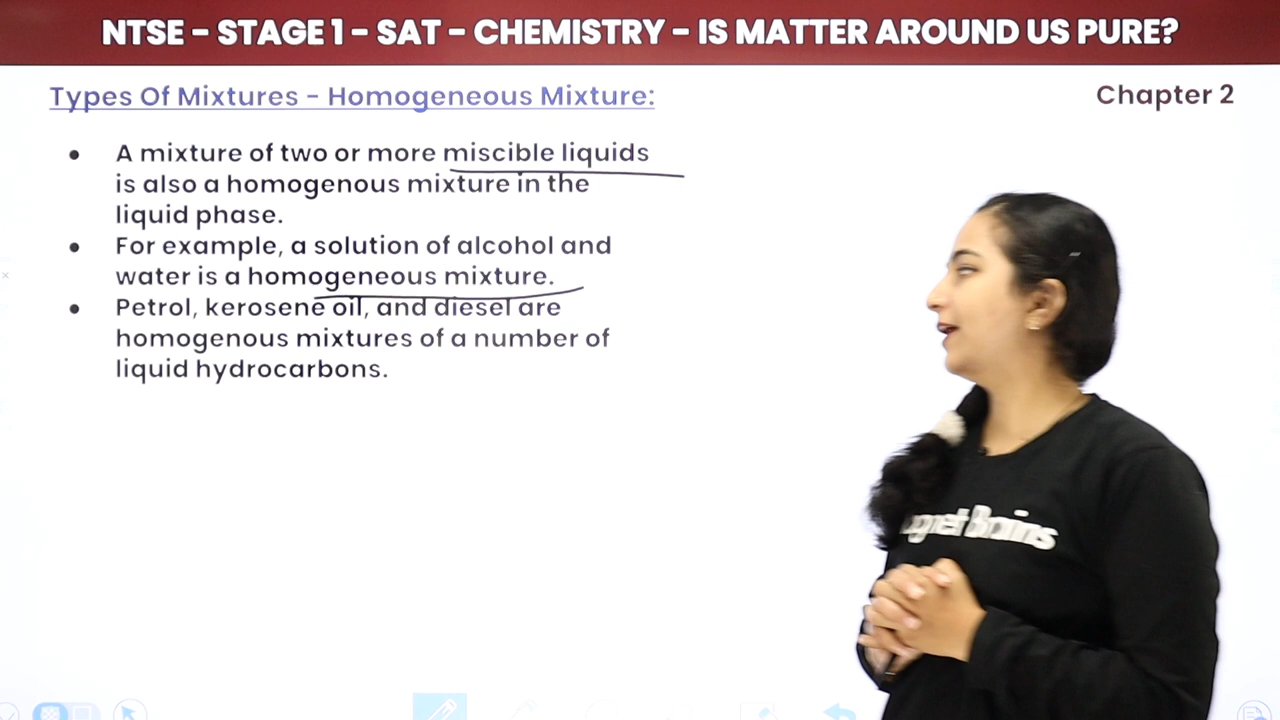 NTSE – STAGE 1 – SAT – CHEMISTRY – IS MATTER AROUND US PURE?
Types Of Mixtures – Homogeneous Mixture:
Chapter 2
• A mixture of two or more miscible liquids
is also a homogenous mixture in the
liquid phase.
• For example, a solution of alcohol and
water is a homogeneous mixture.
• Petrol, kerosene oil, and diesel are
homogenous mixtures of a number of
liquid hydrocarbons.
Brains